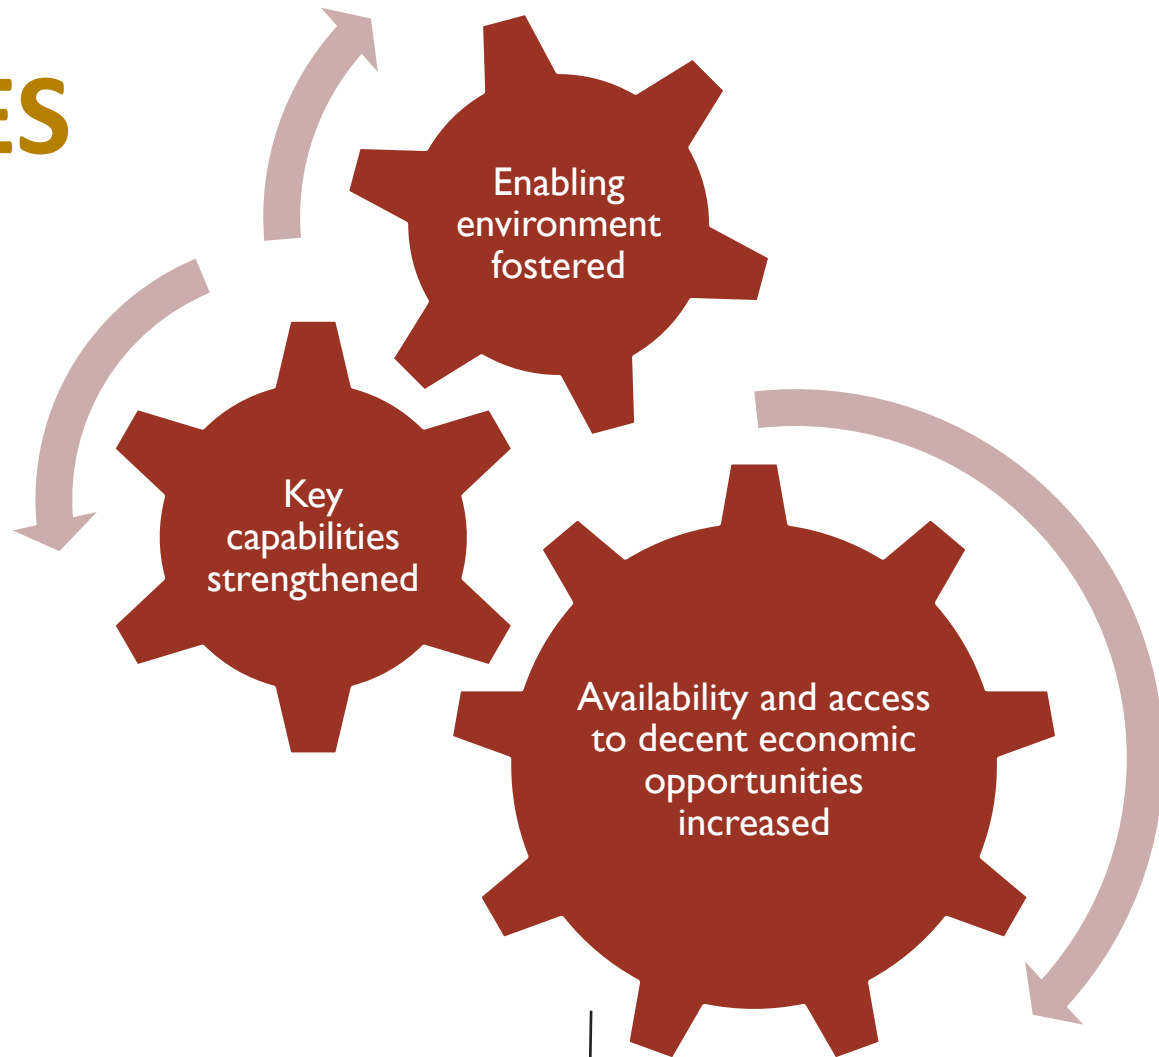 ES
Enabling
environment
fostered
Key
capabilities
strengthened
Availability and access
to decent economic
opportunities
increased